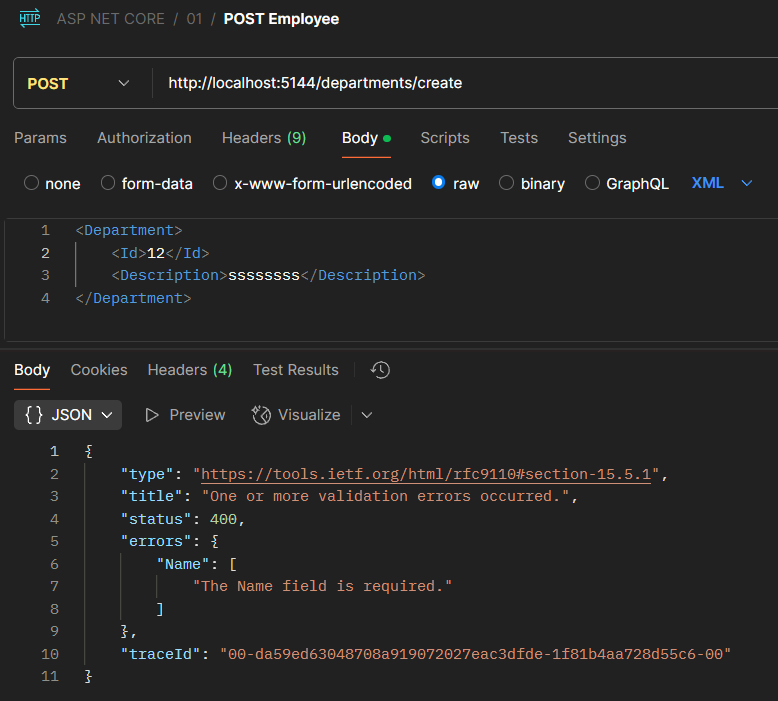 HTTP ASP NET CORE / 01 / POST Employee
POST http://localhost:5144/departments/create
Params Authorization Headers (9) Body Scripts Tests Settings
none form-data x-www-form-urlencoded raw binary GraphQL XML
1 <Department>
2 <Id>12</Id>
3 <Description>ssssssss</Description>
4 </Department>
Body Cookies Headers (4) Test Results
{} JSON Preview Visualize
1 {
2 "type": "https://tools.ietf.org/html/rfc9110#section-15.5.1",
3 "title": "One or more validation errors occurred.",
4 "status": 400,
5 "errors": {
6 "Name": [
7 "The Name field is required."
8 ]
9 },
10 "traceId": "00-da59ed63048708a919072027eac3dfde-1f81b4aa728d55c6-00"
11 }